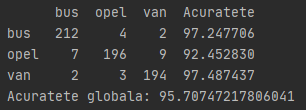 bus opel van Acuratete
bus 212 4 2 97.247706
opel 7 196 9 92.452830
van 2 3 194 97.487437
Acuratete globala: 95.70747217806041